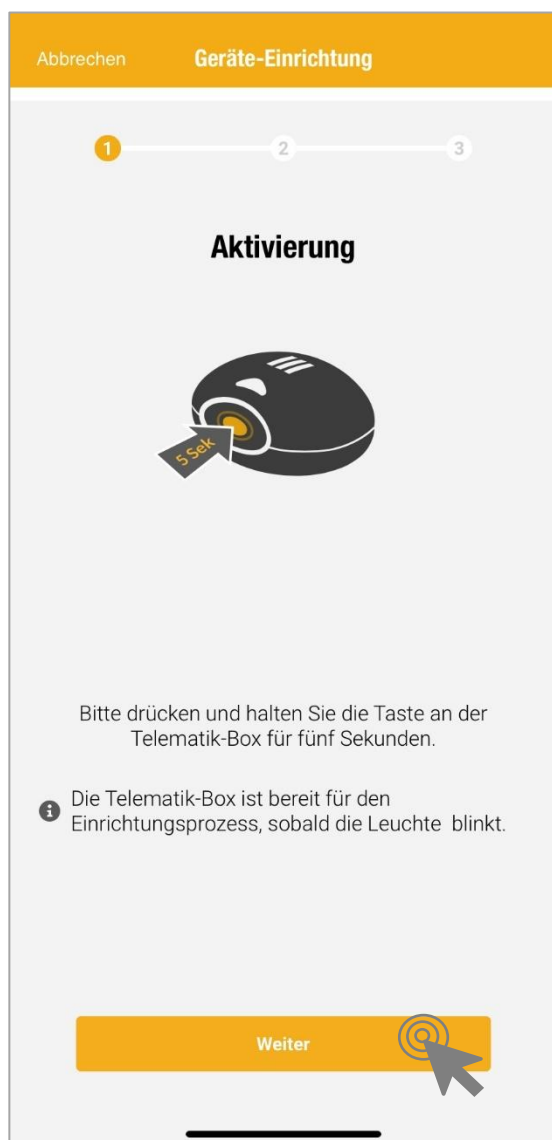 Abbrechen Geräte-Einrichtung
1 2 3
Aktivierung
5 Sek
Bitte drücken und halten Sie die Taste an der
Telematik-Box für fünf Sekunden.
Die Telematik-Box ist bereit für den
Einrichtungsprozess, sobald die Leuchte blinkt.
Weiter